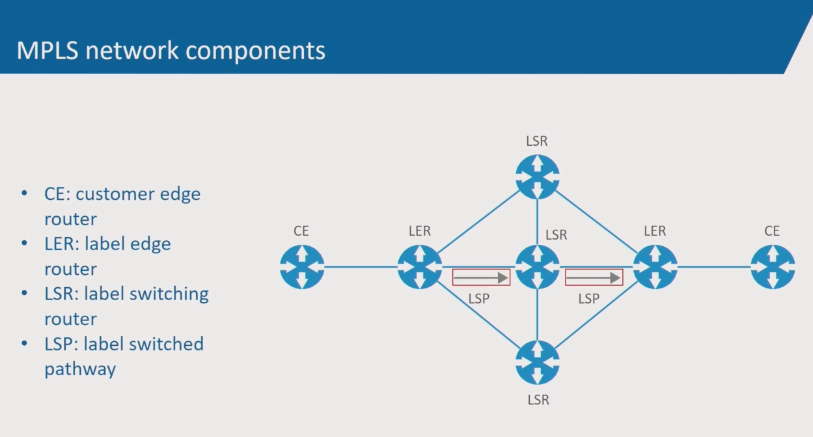 MPLS network components
• CE: customer edge
router
• LER: label edge
router
• LSR: label switching
router
• LSP: label switched
pathway
LSR
CE
LER
LSR
LER
CE
LSP
LSP
LSR